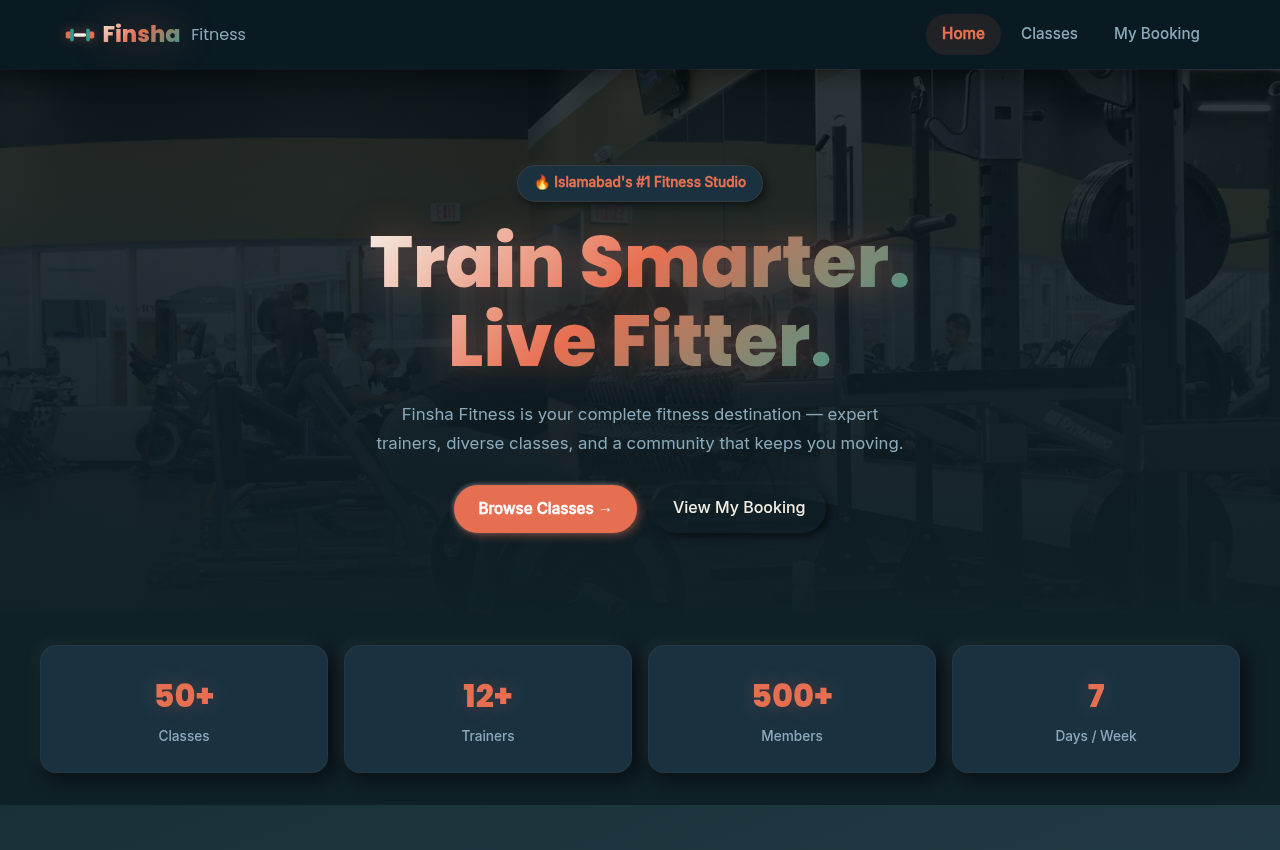 Finsha Fitness
Home
Classes
My Booking
🔥 Islamabad's #1 Fitness Studio
Train Smarter.
Live Fitter.
Finsha Fitness is your complete fitness destination — expert
trainers, diverse classes, and a community that keeps you moving.
Browse Classes →
View My Booking
50+
Classes
12+
Trainers
500+
Members
7
Days / Week
EXIT